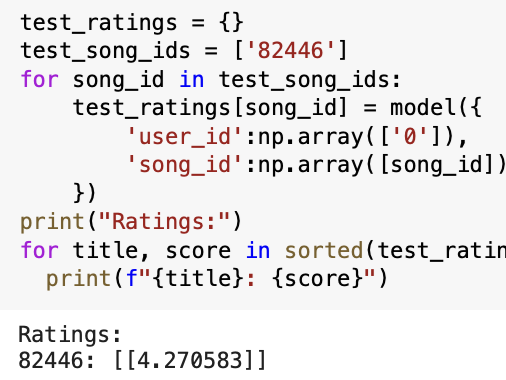 test_ratings = {}
test_song_ids = ['82446']
for song_id in test_song_ids:
    test_ratings[song_id] = model({
        'user_id':np.array(['0']),
        'song_id':np.array([song_id])
    })
print("Ratings:")
for title, score in sorted(test_ratin
  print(f"{title}: {score}")
Ratings:
82446: [[4.270583]]